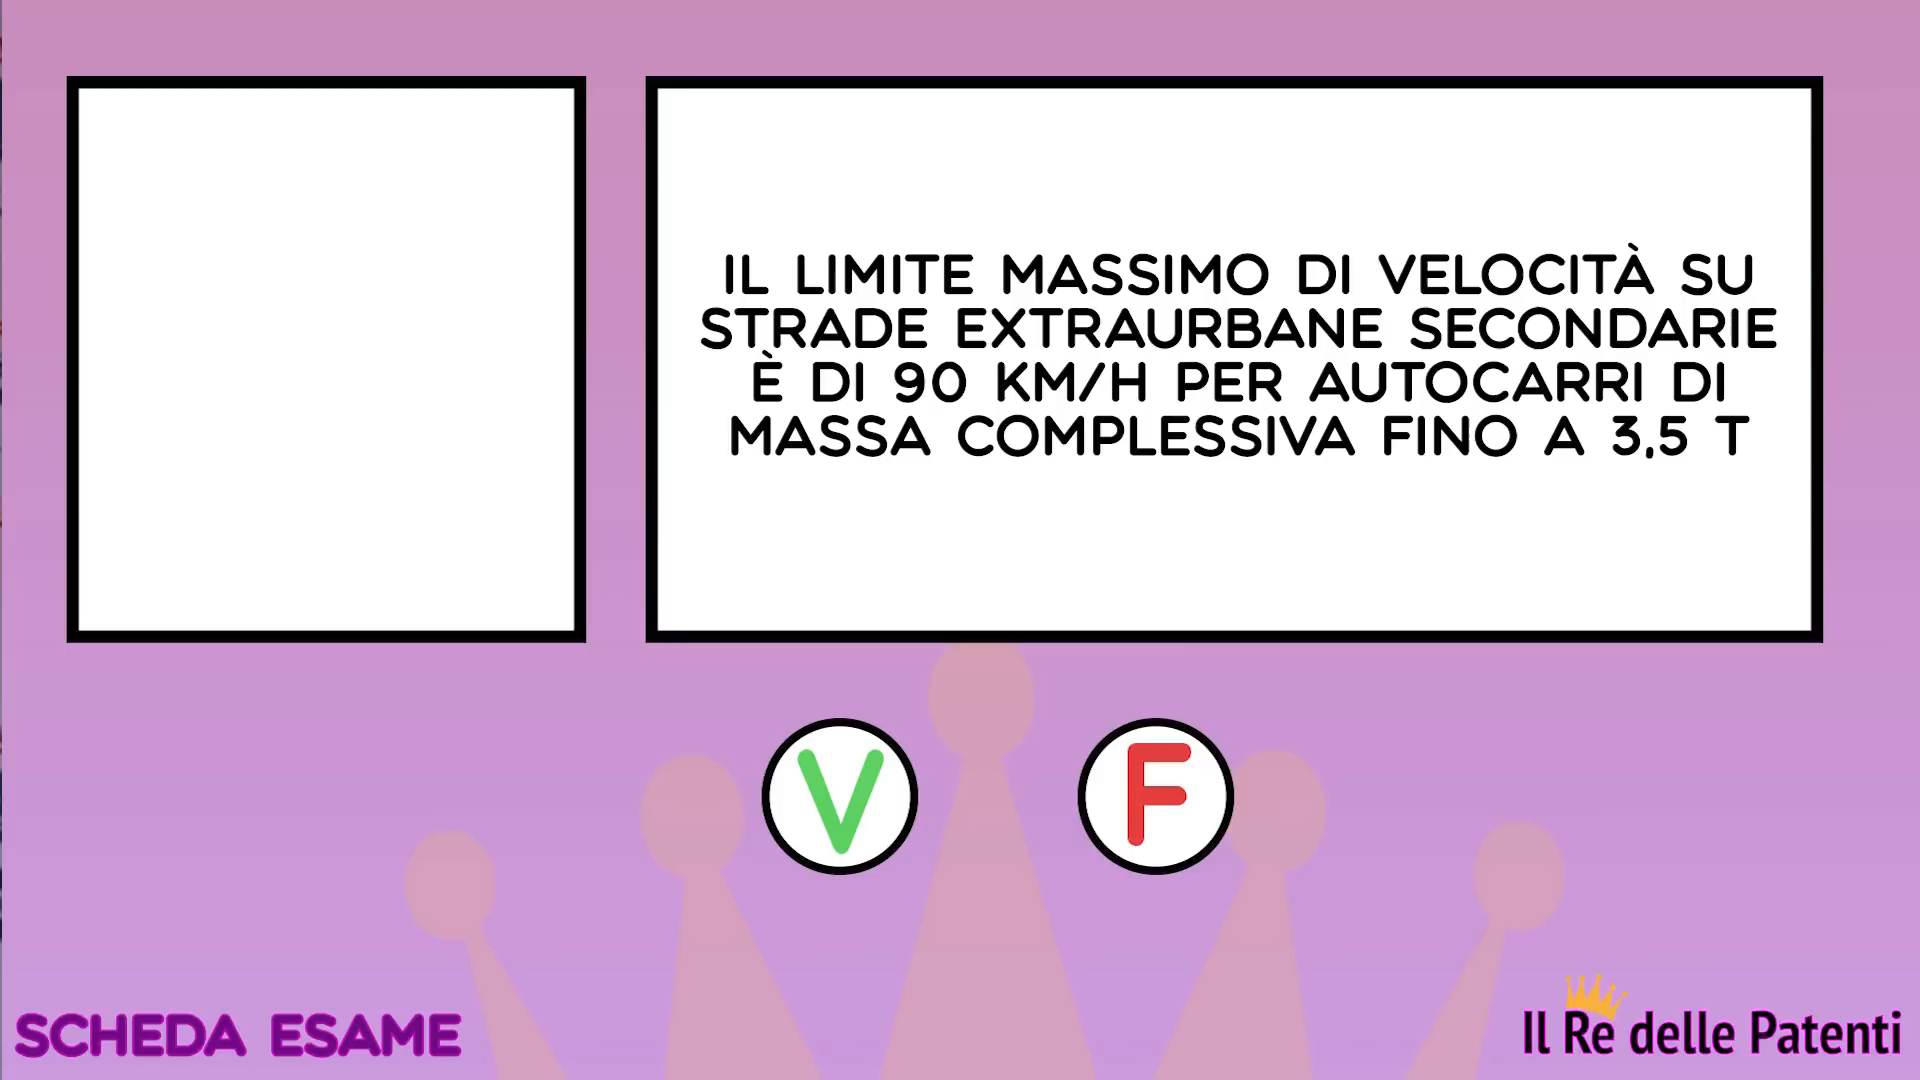 IL LIMITE MASSIMO DI VELOCITÀ SU
STRADE EXTRAURBANE SECONDARIE
È DI 90 KM/H PER AUTOCARRI DI
MASSA COMPLESSIVA FINO A 3,5 T
V F
SCHEDA ESAME
Il Re delle Patenti